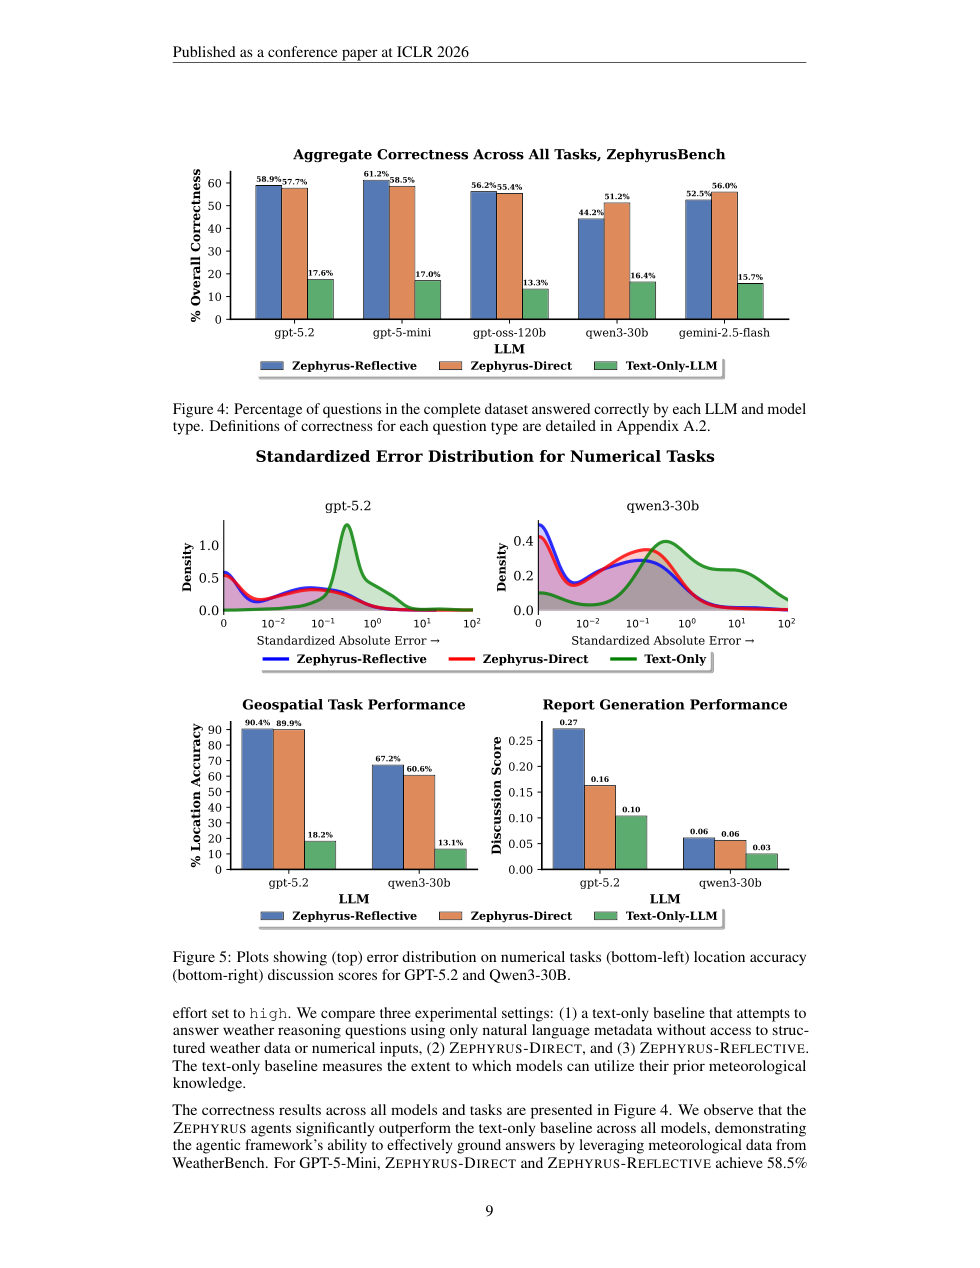 Published as a conference paper at ICLR 2026
Aggregate Correctness Across All Tasks, ZephyrusBench
% Overall Correctness
60
50
40
30
20
10
0
58.9% 57.7% 17.6%
61.2% 58.5% 17.0%
56.2% 55.4% 13.3%
44.2% 51.2% 16.4%
52.5% 56.0% 15.7%
gpt-5.2 gpt-5-mini gpt-oss-120b qwen3-30b gemini-2.5-flash
LLM
Zephyrus-Reflective Zephyrus-Direct Text-Only-LLM
Figure 4: Percentage of questions in the complete dataset answered correctly by each LLM and model
type. Definitions of correctness for each question type are detailed in Appendix A.2.
Standardized Error Distribution for Numerical Tasks
gpt-5.2
Density
1.0
0.5
0.0
0 10⁻² 10⁻¹ 10⁰ 10¹ 10²
Standardized Absolute Error →
qwen3-30b
Density
0.4
0.2
0.0
0 10⁻² 10⁻¹ 10⁰ 10¹ 10²
Standardized Absolute Error →
Zephyrus-Reflective Zephyrus-Direct Text-Only
Geospatial Task Performance
% Location Accuracy
90
80
70
60
50
40
30
20
10
0
90.4% 89.9% 18.2%
67.2% 60.6% 13.1%
gpt-5.2 qwen3-30b
LLM
Report Generation Performance
Discussion Score
0.25
0.20
0.15
0.10
0.05
0.00
0.27 0.16 0.10
0.06 0.06 0.03
gpt-5.2 qwen3-30b
LLM
Zephyrus-Reflective Zephyrus-Direct Text-Only-LLM
Figure 5: Plots showing (top) error distribution on numerical tasks (bottom-left) location accuracy
(bottom-right) discussion scores for GPT-5.2 and Qwen3-30B.
effort set to high. We compare three experimental settings: (1) a text-only baseline that attempts to
answer weather reasoning questions using only natural language metadata without access to struc-
tured weather data or numerical inputs, (2) ZEPHYRUS-DIRECT, and (3) ZEPHYRUS-REFLECTIVE.
The text-only baseline measures the extent to which models can utilize their prior meteorological
knowledge.
The correctness results across all models and tasks are presented in Figure 4. We observe that the
ZEPHYRUS agents significantly outperform the text-only baseline across all models, demonstrating
the agentic framework's ability to effectively ground answers by leveraging meteorological data from
WeatherBench. For GPT-5-Mini, ZEPHYRUS-DIRECT and ZEPHYRUS-REFLECTIVE achieve 58.5%
9